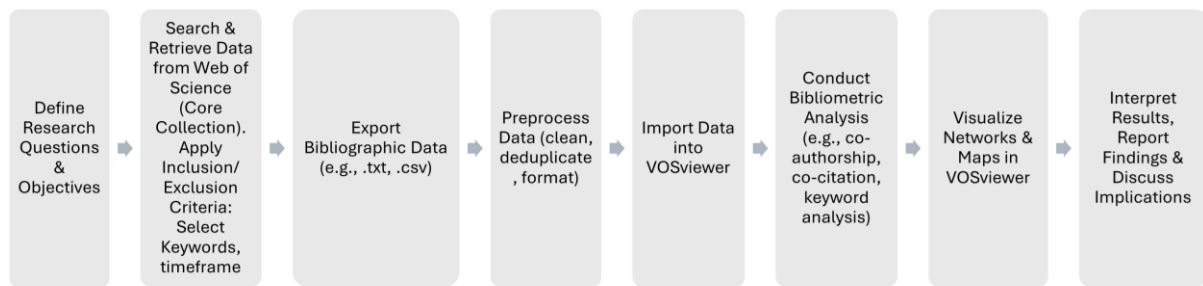 Define
Research
Questions
&
Objectives
Search &
Retrieve Data
from Web of
Science
(Core
Collection).
Apply
Inclusion/
Exclusion
Criteria:
Select
Keywords,
timeframe
Export
Bibliographic Data
(e.g., .txt, .csv)
Preprocess
Data (clean,
deduplicate
, format)
Import Data
into
VOSviewer
Conduct
Bibliometric
Analysis
(e.g., co-
authorship,
co-citation,
keyword
analysis)
Visualize
Networks &
Maps in
VOSviewer
Interpret
Results,
Report
Findings &
Discuss
Implications